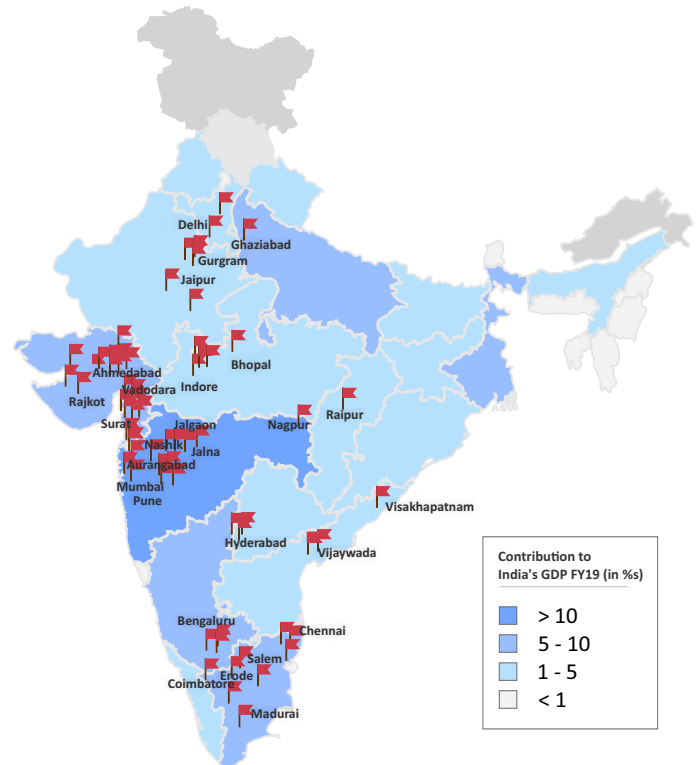 Delhi
Ghaziabad
Gurgram
Jaipur
Bhopal
Ahmedabad
Indore
Vadodara
Rajkot
Raipur
Surat
Nagpur
Jalgaon
Nashik
Jalna
Aurangabad
Mumbai
Pune
Visakhapatnam
Hyderabad
Vijaywada
Contribution to
India's GDP FY19 (in %s)
> 10
5 - 10
1 - 5
< 1
Bengaluru
Chennai
Salem
Erode
Coimbatore
Madurai